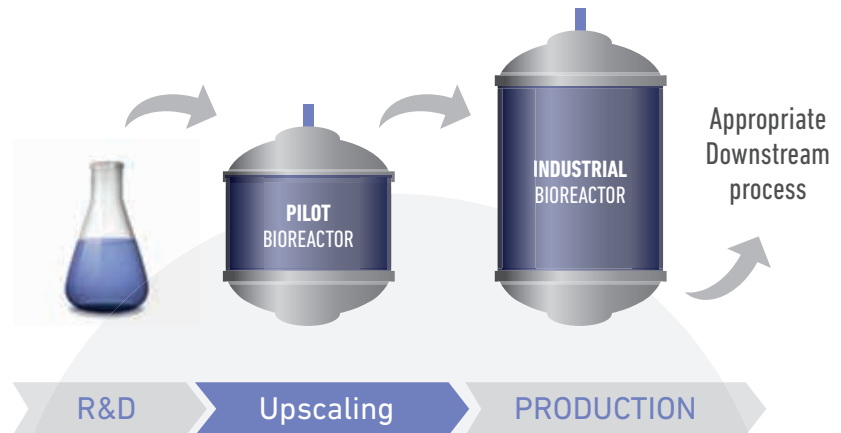 Appropriate
Downstream
process
PILOT
BIOREACTOR
INDUSTRIAL
BIOREACTOR
R&D
Upscaling
PRODUCTION